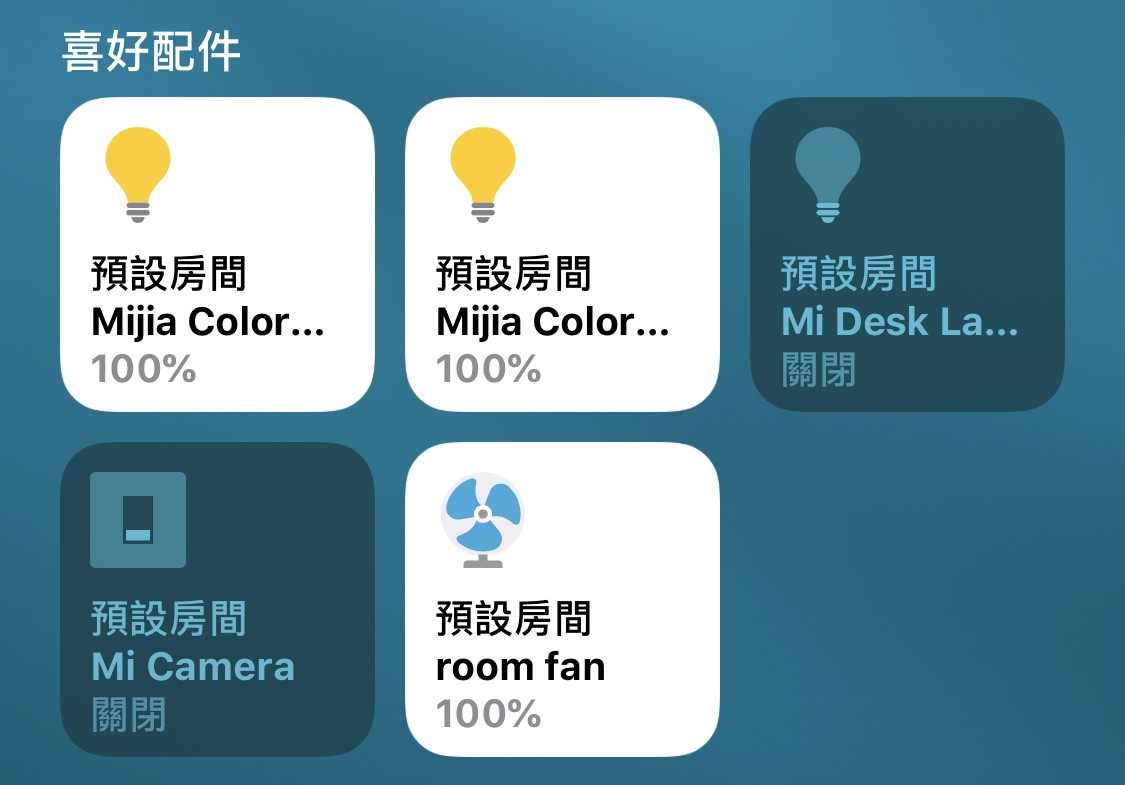 喜好配件
預設房間
Mijia Color...
100%
預設房間
Mijia Color...
100%
預設房間
Mi Desk La...
關閉
預設房間
Mi Camera
關閉
預設房間
room fan
100%